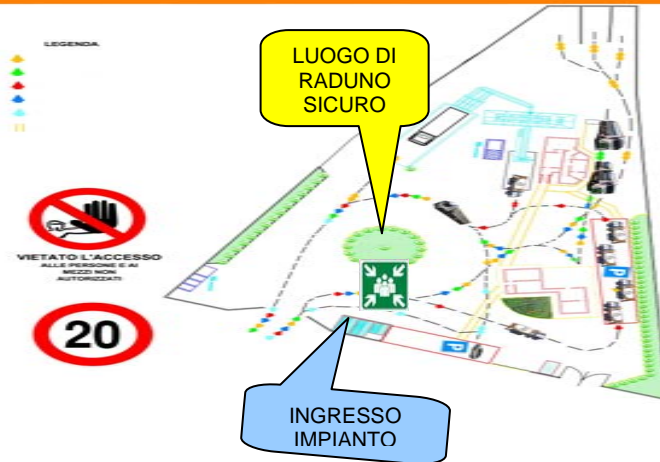 LEGENDA
LUOGO DI
RADUNO
SICURO
VIETATO L'ACCESSO
ALLE PERSONE E AI
MEZZI NON
AUTORIZZATI
20
P
P
INGRESSO
IMPIANTO